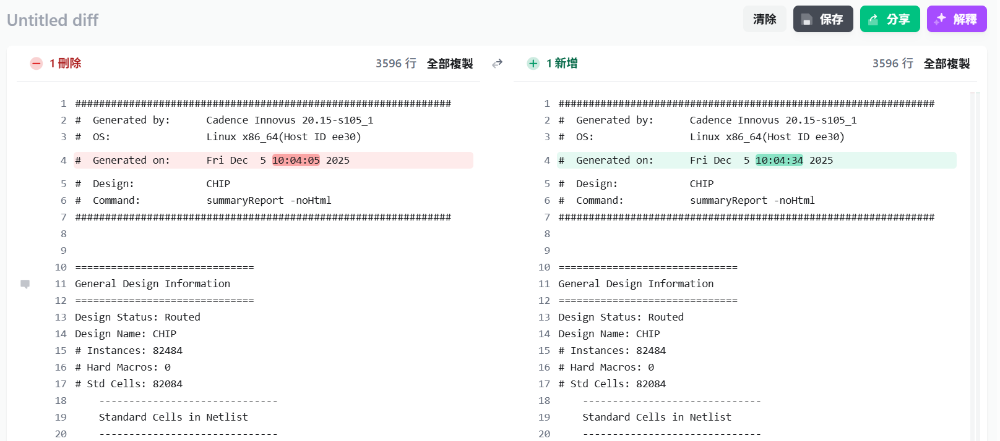 Untitled diff
清除 保存 分享 解釋
1 刪除 3596 行 全部複製
1 新增 3596 行 全部複製
1 ###############################################################
2 #  Generated by:      Cadence Innovus 20.15-s105_1
3 #  OS:                Linux x86_64(Host ID ee30)
4 #  Generated on:      Fri Dec  5 10:04:05 2025
5 #  Design:            CHIP
6 #  Command:           summaryReport -noHtml
7 ###############################################################
8
9
10 ==============================
11 General Design Information
12 ==============================
13 Design Status: Routed
14 Design Name: CHIP
15 # Instances: 82484
16 # Hard Macros: 0
17 # Std Cells: 82084
18     ------------------------------
19     Standard Cells in Netlist
20     ------------------------------
1 ###############################################################
2 #  Generated by:      Cadence Innovus 20.15-s105_1
3 #  OS:                Linux x86_64(Host ID ee30)
4 #  Generated on:      Fri Dec  5 10:04:34 2025
5 #  Design:            CHIP
6 #  Command:           summaryReport -noHtml
7 ###############################################################
8
9
10 ==============================
11 General Design Information
12 ==============================
13 Design Status: Routed
14 Design Name: CHIP
15 # Instances: 82484
16 # Hard Macros: 0
17 # Std Cells: 82084
18     ------------------------------
19     Standard Cells in Netlist
20     ------------------------------